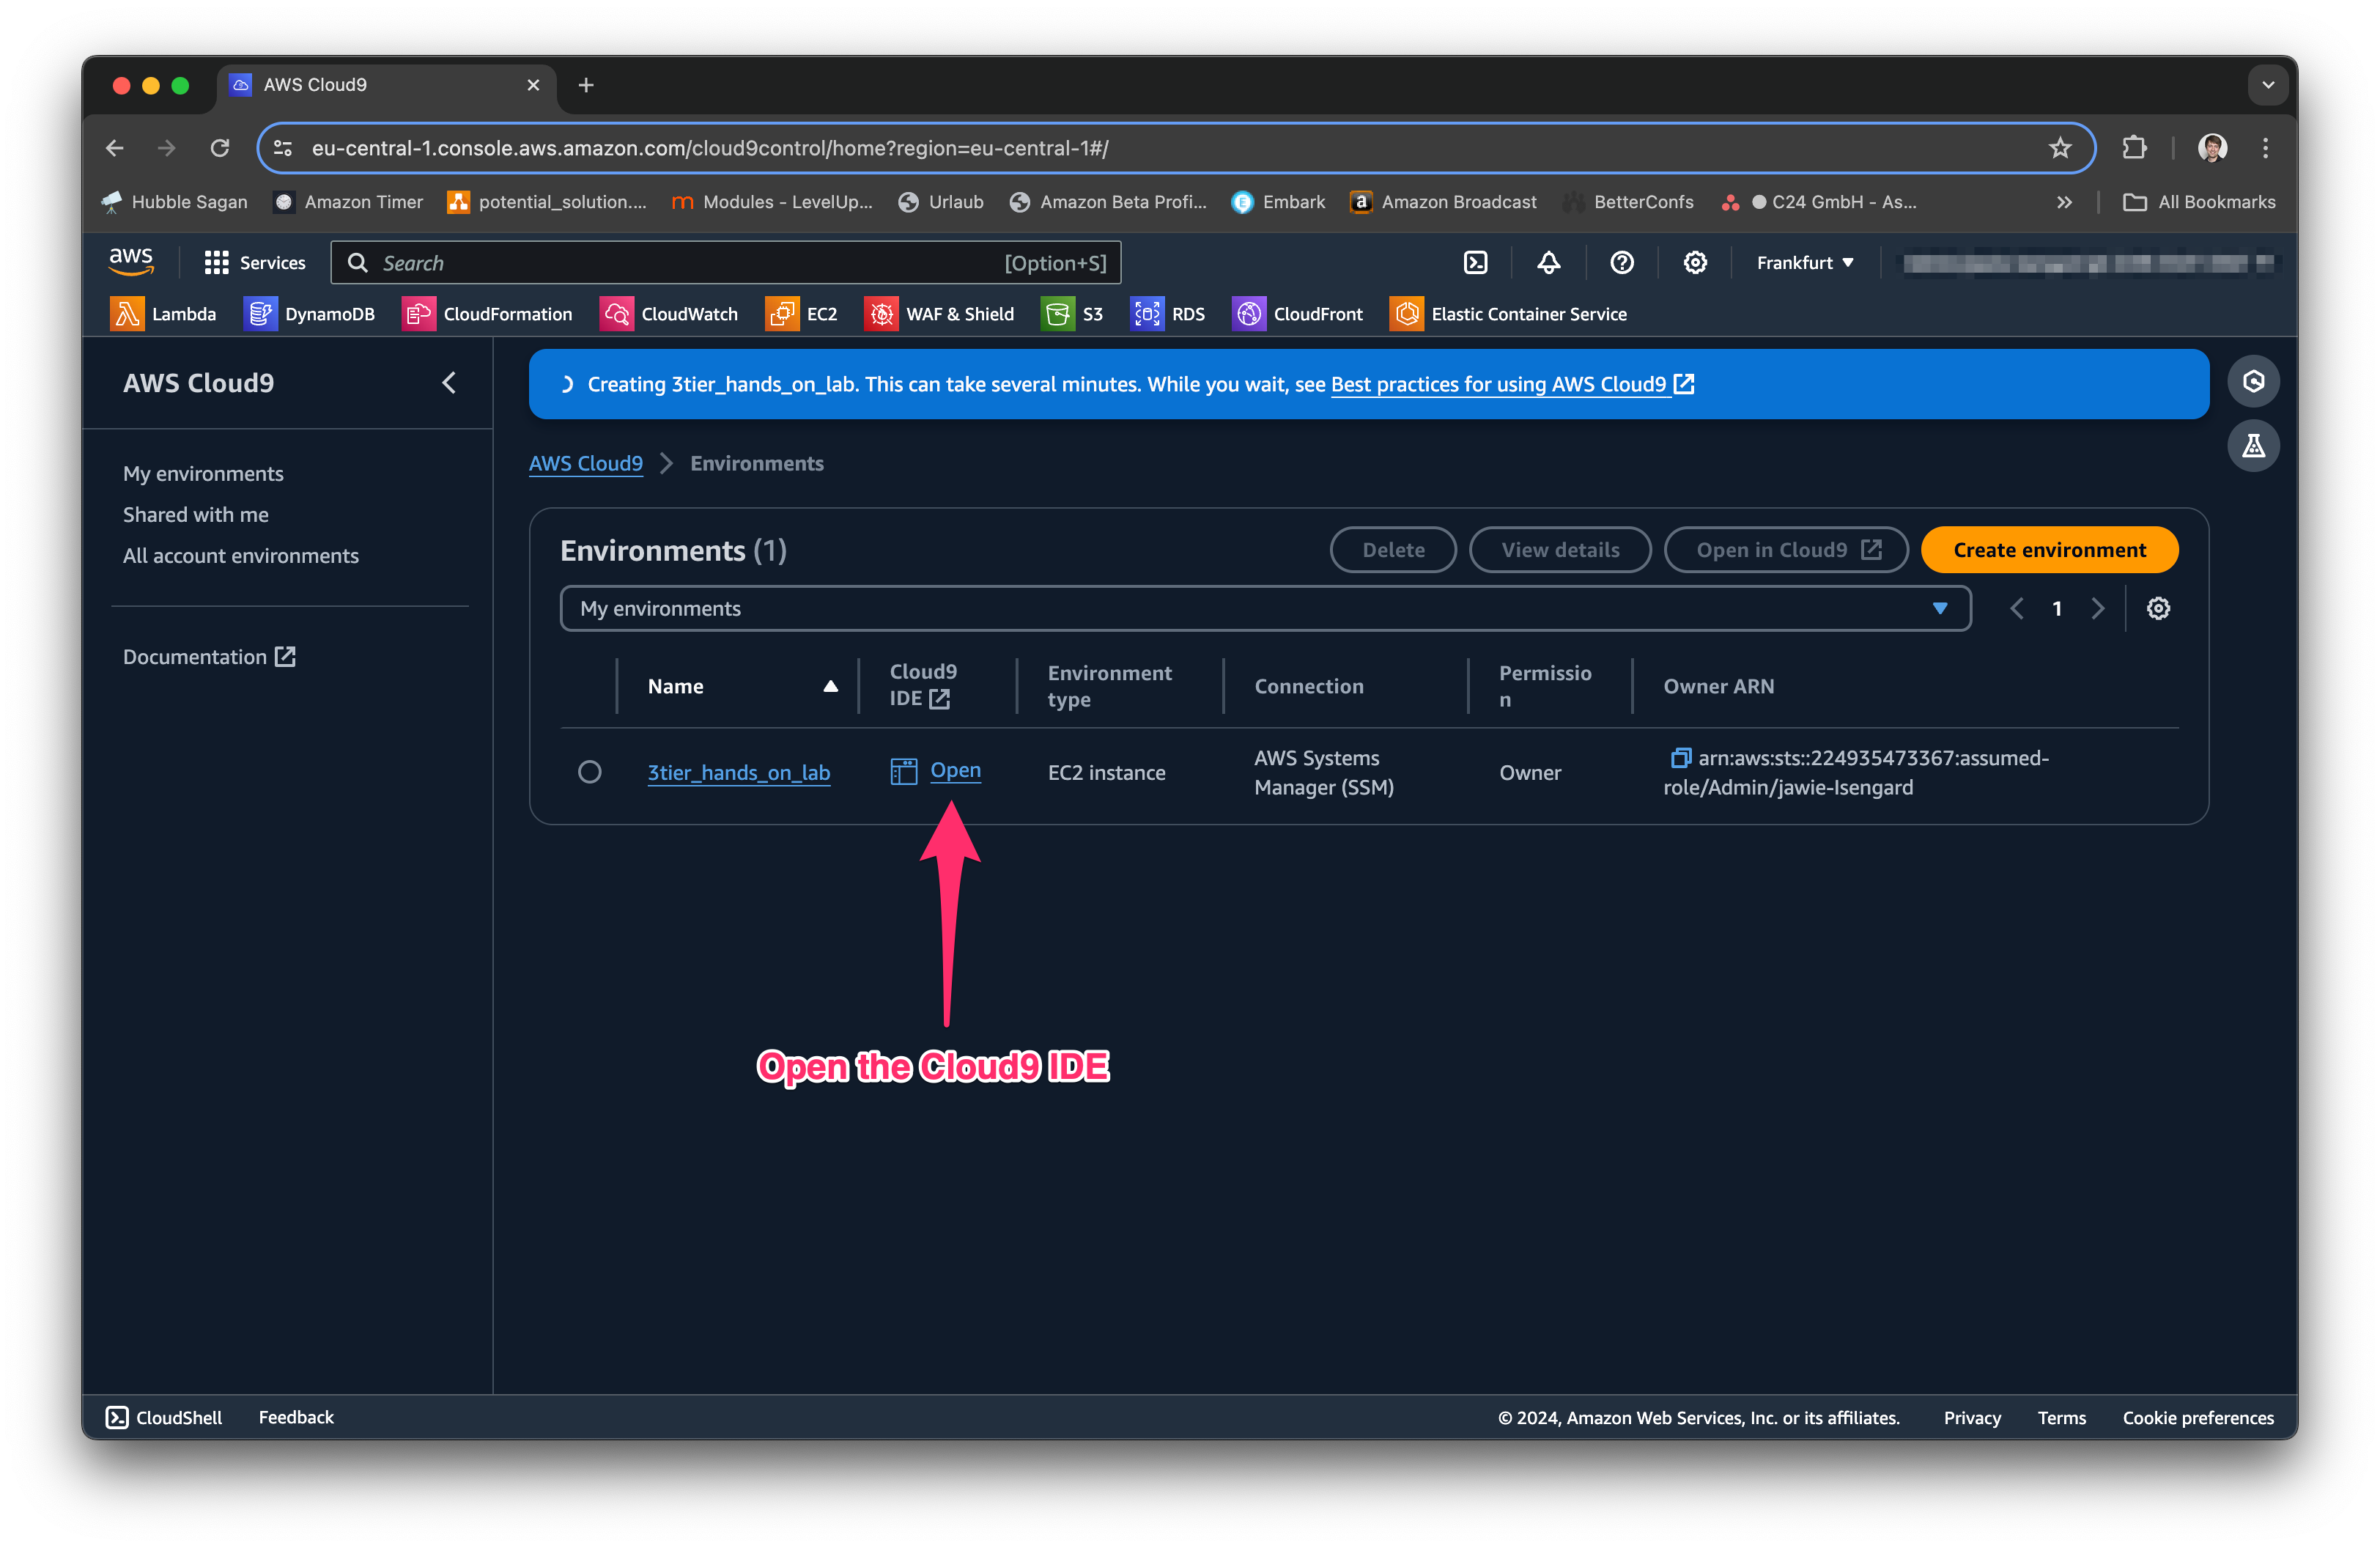 AWS Cloud9
eu-central-1.console.aws.amazon.com/cloud9control/home?region=eu-central-1#/
Hubble Sagan Amazon Timer potential_solution.... Modules - LevelUp... Urlaub Amazon Beta Profi... Embark Amazon Broadcast BetterConfs C24 GmbH - As... All Bookmarks
aws Services Search [Option+S] Frankfurt
Lambda DynamoDB CloudFormation CloudWatch EC2 WAF & Shield S3 RDS CloudFront Elastic Container Service
AWS Cloud9
My environments
Shared with me
All account environments
Documentation
Creating 3tier_hands_on_lab. This can take several minutes. While you wait, see Best practices for using AWS Cloud9
AWS Cloud9 Environments
Environments (1) Delete View details Open in Cloud9 Create environment
My environments 1
Name
Cloud9
IDE
Environment
type
Connection
Permissio
n
Owner ARN
3tier_hands_on_lab
Open
EC2 instance
AWS Systems
Manager (SSM)
Owner
arn:aws:sts::224935473367:assumed-
role/Admin/jawie-Isengard
Open the Cloud9 IDE
CloudShell Feedback © 2024, Amazon Web Services, Inc. or its affiliates. Privacy Terms Cookie preferences